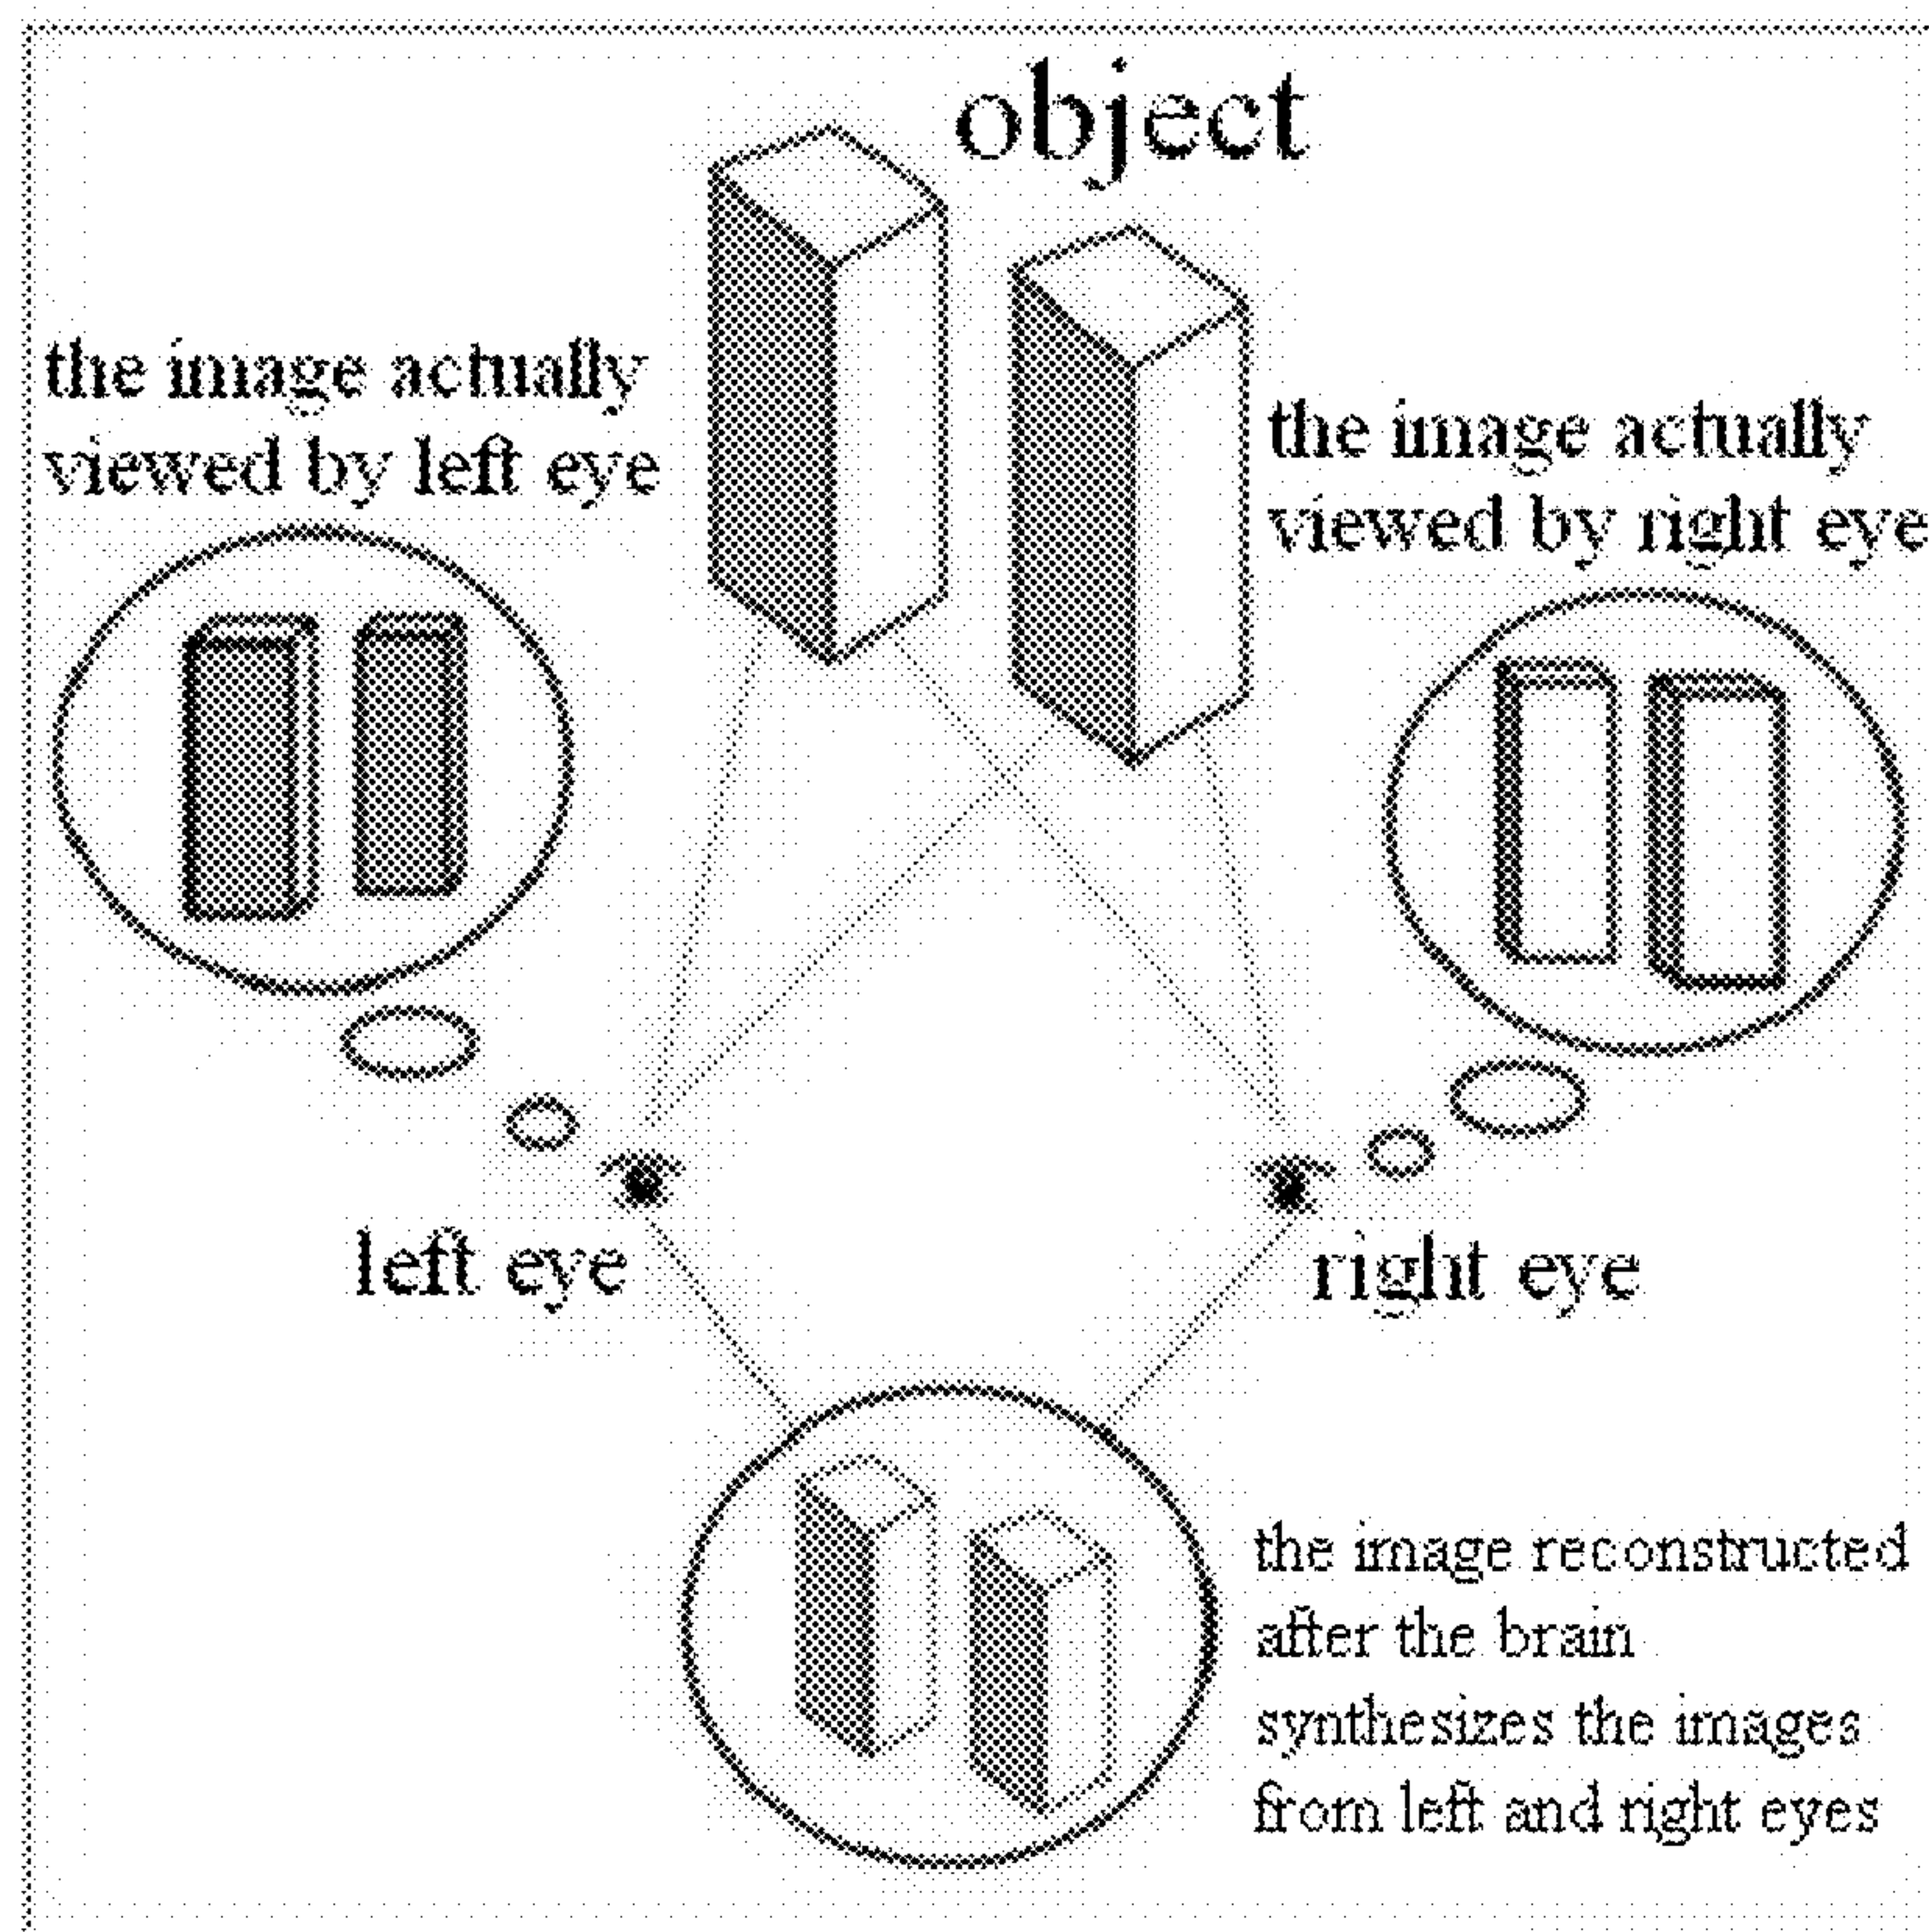 object
the image actually
viewed by left eye
the image actually
viewed by right eye
left eye
right eye
the image reconstructed
after the brain
synthesizes the images
from left and right eyes